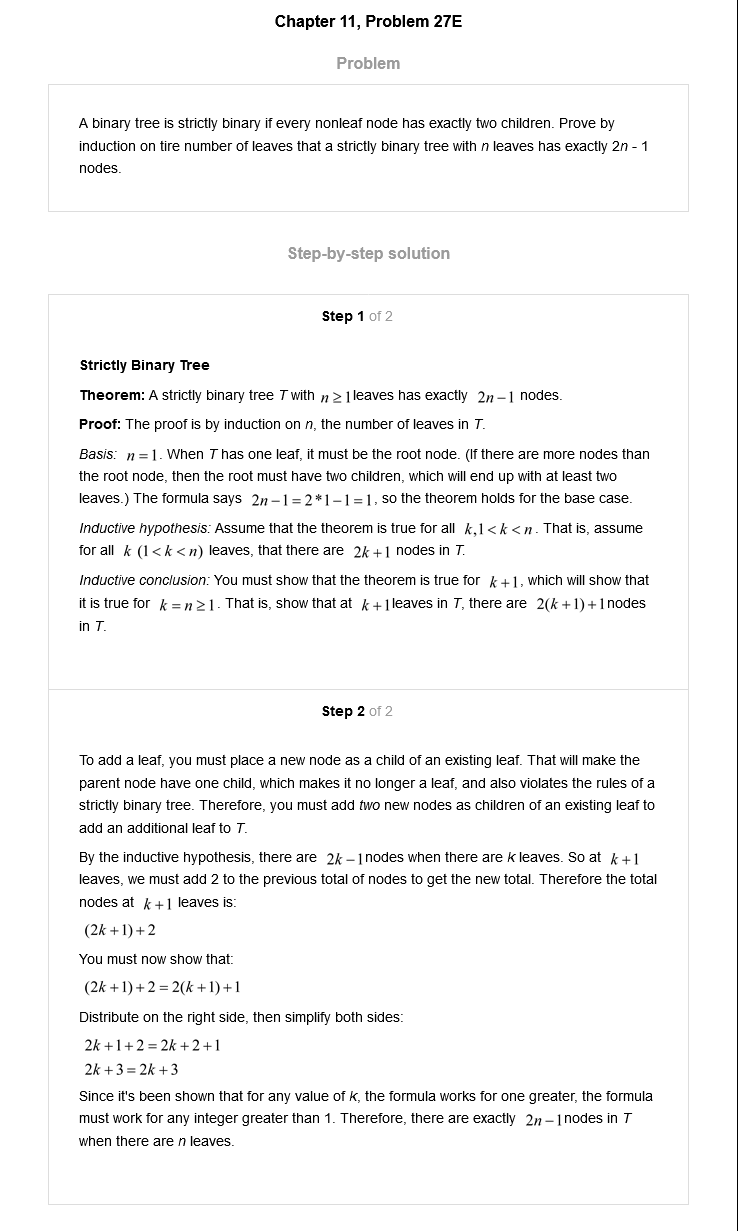 Chapter 11, Problem 27E
Problem
A binary tree is strictly binary if every nonleaf node has exactly two children. Prove by
induction on tire number of leaves that a strictly binary tree with n leaves has exactly 2n - 1
nodes.
Step-by-step solution
Step 1 of 2
Strictly Binary Tree
Theorem: A strictly binary tree T with n ≥ 1 leaves has exactly 2n − 1 nodes.
Proof: The proof is by induction on n, the number of leaves in T.
Basis: n = 1. When T has one leaf, it must be the root node. (If there are more nodes than
the root node, then the root must have two children, which will end up with at least two
leaves.) The formula says 2n − 1 = 2 * 1 − 1 = 1, so the theorem holds for the base case.
Inductive hypothesis: Assume that the theorem is true for all k, 1 < k < n. That is, assume
for all k (1 < k < n) leaves, that there are 2k + 1 nodes in T.
Inductive conclusion: You must show that the theorem is true for k + 1, which will show that
it is true for k = n ≥ 1. That is, show that at k + 1 leaves in T, there are 2(k + 1) + 1 nodes
in T.
Step 2 of 2
To add a leaf, you must place a new node as a child of an existing leaf. That will make the
parent node have one child, which makes it no longer a leaf, and also violates the rules of a
strictly binary tree. Therefore, you must add two new nodes as children of an existing leaf to
add an additional leaf to T.
By the inductive hypothesis, there are 2k − 1 nodes when there are k leaves. So at k + 1
leaves, we must add 2 to the previous total of nodes to get the new total. Therefore the total
nodes at k + 1 leaves is:
(2k + 1) + 2
You must now show that:
(2k + 1) + 2 = 2(k + 1) + 1
Distribute on the right side, then simplify both sides:
2k + 1 + 2 = 2k + 2 + 1
2k + 3 = 2k + 3
Since it's been shown that for any value of k, the formula works for one greater, the formula
must work for any integer greater than 1. Therefore, there are exactly 2n − 1 nodes in T
when there are n leaves.